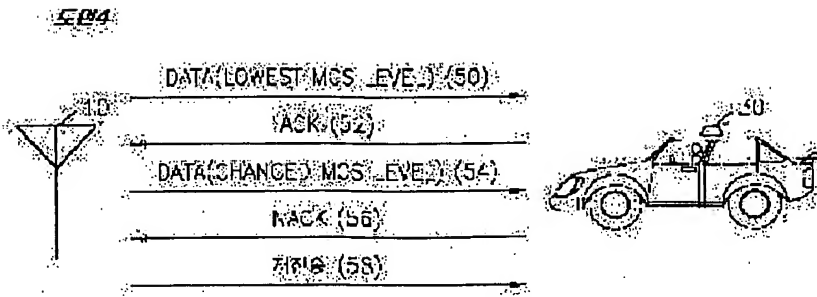 도면4
10
30
DATA(LOWEST MCS LEVEL) (50)
ACK (52)
DATA(CHANGED MCS LEVEL) (54)
NACK (56)
재전송 (58)